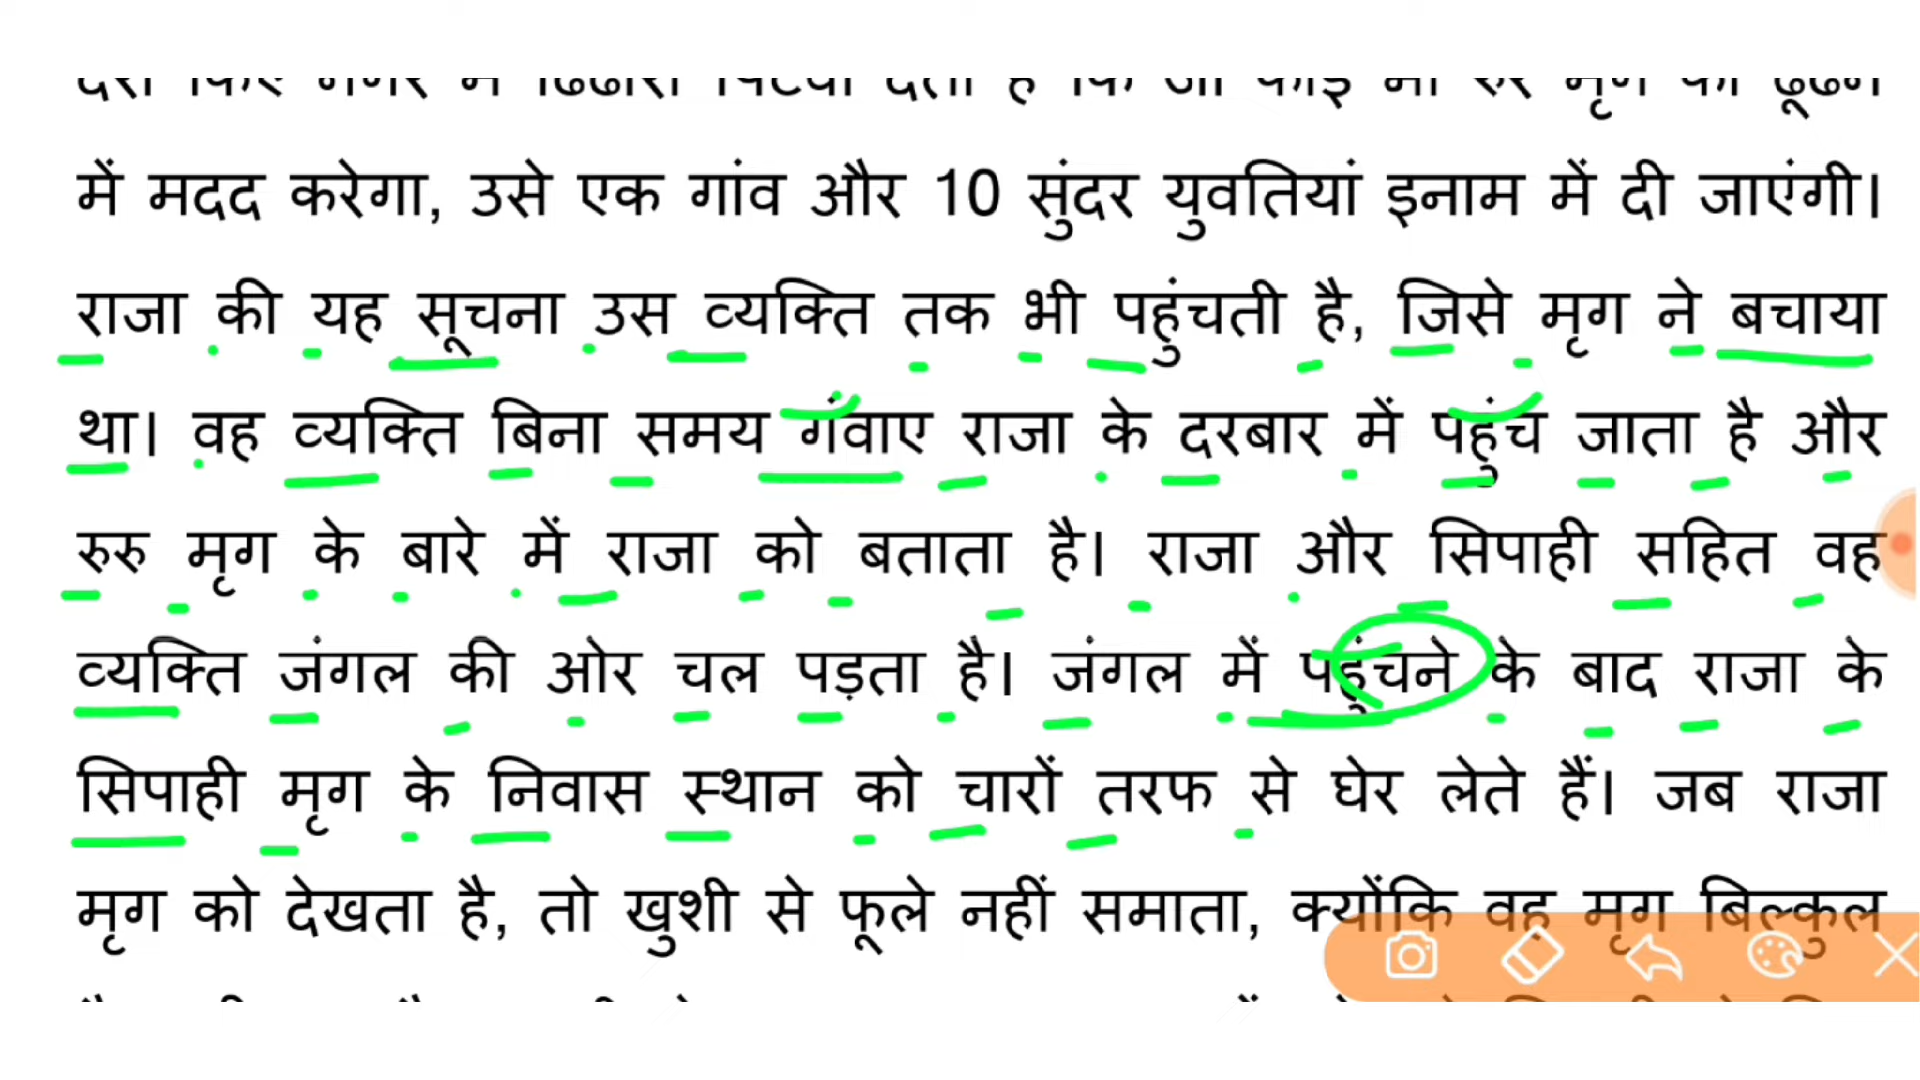 में मदद करेगा, उसे एक गांव और 10 सुंदर युवतियां इनाम में दी जाएंगी।
राजा की यह सूचना उस व्यक्ति तक भी पहुंचती है, जिसे मृग ने बचाया
था। वह व्यक्ति बिना समय गंवाए राजा के दरबार में पहुंच जाता है और
रुरु मृग के बारे में राजा को बताता है। राजा और सिपाही सहित वह
व्यक्ति जंगल की ओर चल पड़ता है। जंगल में पहुंचने के बाद राजा के
सिपाही मृग के निवास स्थान को चारों तरफ से घेर लेते हैं। जब राजा
मृग को देखता है, तो खुशी से फूले नहीं समाता, क्योंकि वह मृग बिल्कुल